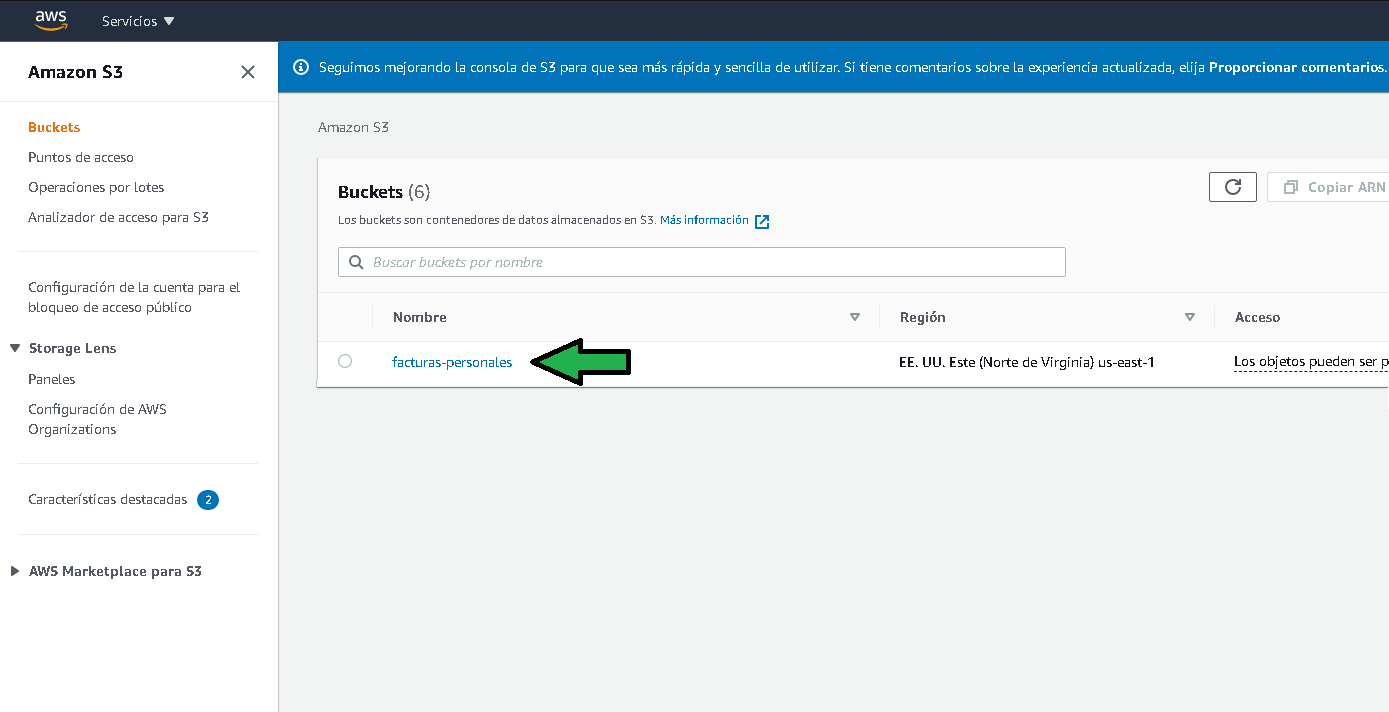 aws Servicios
Amazon S3
Buckets
Puntos de acceso
Operaciones por lotes
Analizador de acceso para S3
Configuración de la cuenta para el
bloqueo de acceso público
Storage Lens
Paneles
Configuración de AWS
Organizations
Características destacadas 2
AWS Marketplace para S3
Seguimos mejorando la consola de S3 para que sea más rápida y sencilla de utilizar. Si tiene comentarios sobre la experiencia actualizada, elija Proporcionar comentarios.
Amazon S3
Buckets (6)
Copiar ARN
Los buckets son contenedores de datos almacenados en S3. Más información
Buscar buckets por nombre
Nombre Región Acceso
facturas-personales EE. UU. Este (Norte de Virginia) us-east-1 Los objetos pueden ser